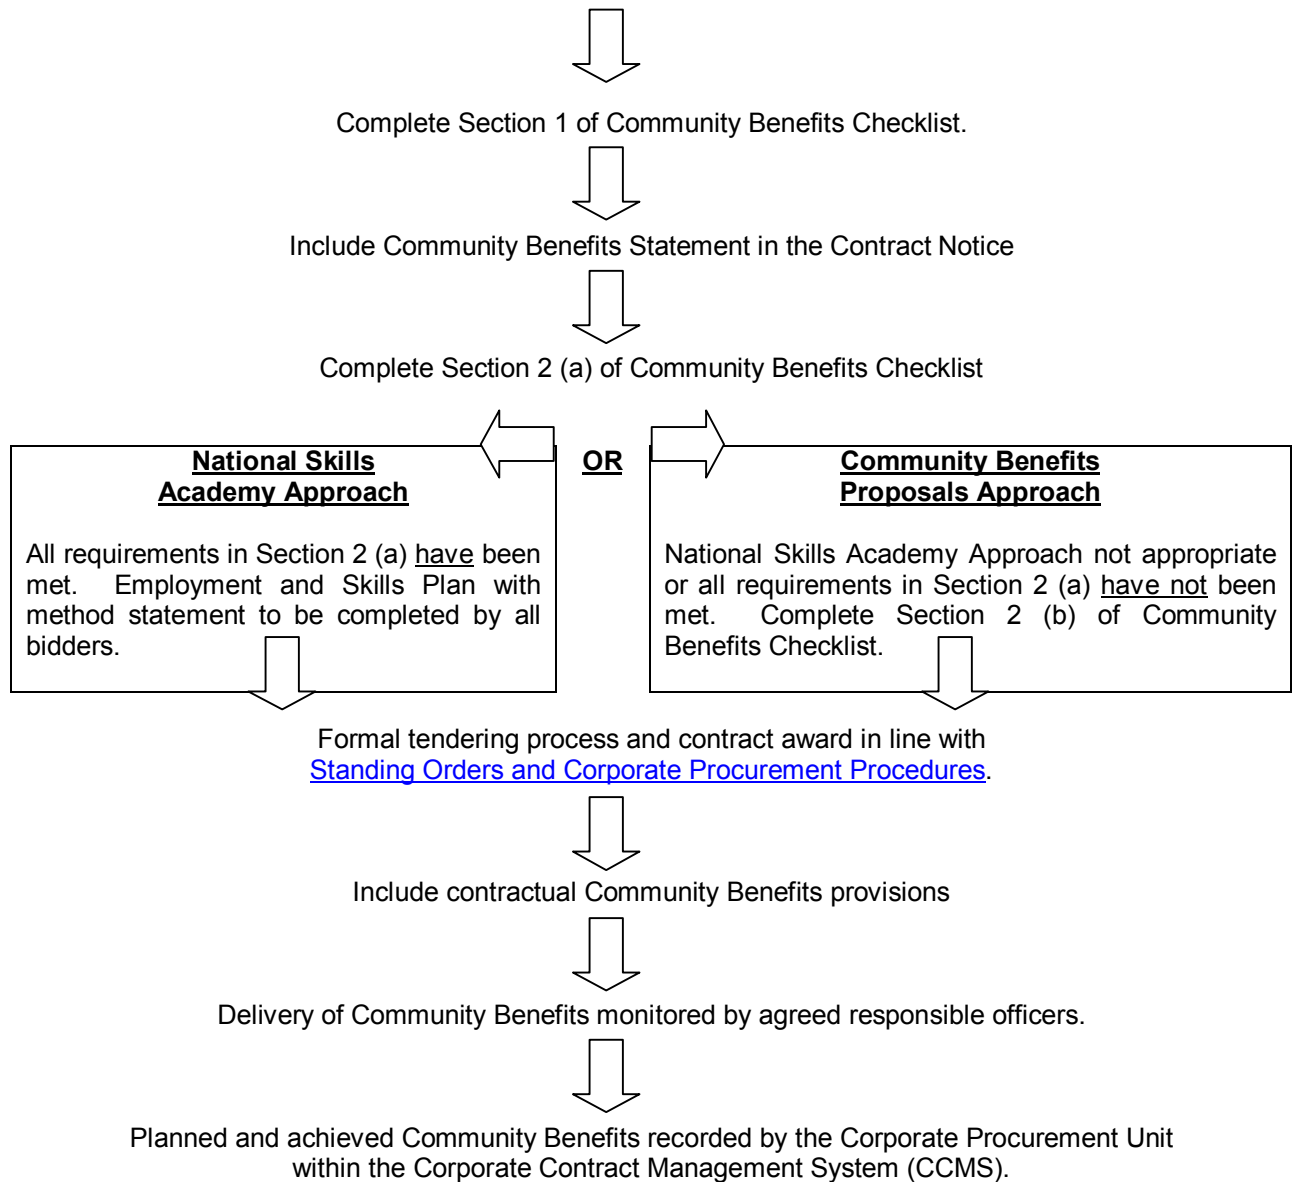 Complete Section 1 of Community Benefits Checklist.
Include Community Benefits Statement in the Contract Notice
Complete Section 2 (a) of Community Benefits Checklist
National Skills
Academy Approach
All requirements in Section 2 (a) have been
met. Employment and Skills Plan with
method statement to be completed by all
bidders.
OR
Community Benefits
Proposals Approach
National Skills Academy Approach not appropriate
or all requirements in Section 2 (a) have not been
met. Complete Section 2 (b) of Community
Benefits Checklist.
Formal tendering process and contract award in line with
Standing Orders and Corporate Procurement Procedures.
Include contractual Community Benefits provisions
Delivery of Community Benefits monitored by agreed responsible officers.
Planned and achieved Community Benefits recorded by the Corporate Procurement Unit
within the Corporate Contract Management System (CCMS).